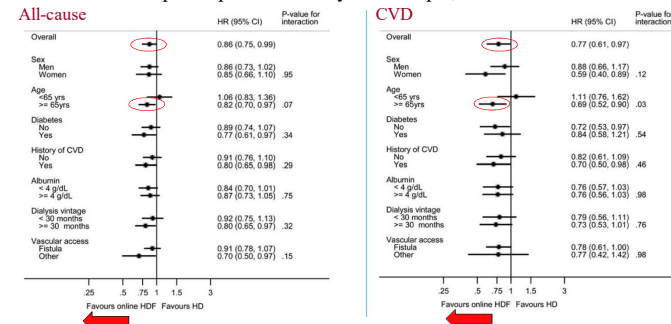 All-cause
HR (95% CI)
P-value for
interaction
Overall
0.86 (0.75, 0.99)
Sex
Men
0.86 (0.73, 1.02)
Women
0.85 (0.66, 1.10) .95
Age
<65 yrs
1.06 (0.83, 1.36)
>= 65yrs
0.82 (0.70, 0.97) .07
Diabetes
No
0.89 (0.74, 1.07)
Yes
0.77 (0.61, 0.97) .34
History of CVD
No
0.91 (0.76, 1.10)
Yes
0.80 (0.65, 0.98) .29
Albumin
< 4 g/dL
0.84 (0.70, 1.01)
>= 4 g/dL
0.87 (0.73, 1.05) .75
Dialysis vintage
< 30 months
0.92 (0.75, 1.13)
>= 30 months
0.80 (0.65, 0.97) .32
Vascular access
Fistula
0.91 (0.78, 1.07)
Other
0.70 (0.50, 0.97) .15
.25 .5 .75 1 1.5 3
Favours online HDF Favours HD
CVD
HR (95% CI)
P-value for
interaction
Overall
0.77 (0.61, 0.97)
Sex
Men
0.88 (0.66, 1.17)
Women
0.59 (0.40, 0.89) .12
Age
<65 yrs
1.11 (0.76, 1.62)
>= 65yrs
0.69 (0.52, 0.90) .03
Diabetes
No
0.72 (0.53, 0.97)
Yes
0.84 (0.58, 1.21) .54
History of CVD
No
0.82 (0.61, 1.09)
Yes
0.70 (0.50, 0.98) .46
Albumin
< 4 g/dL
0.76 (0.57, 1.03)
>= 4 g/dL
0.76 (0.56, 1.03) .98
Dialysis vintage
< 30 months
0.79 (0.56, 1.11)
>= 30 months
0.73 (0.53, 1.01) .76
Vascular access
Fistula
0.78 (0.61, 1.00)
Other
0.77 (0.42, 1.42) .98
.25 .5 .75 1 1.5 3
Favours online HDF Favours HD